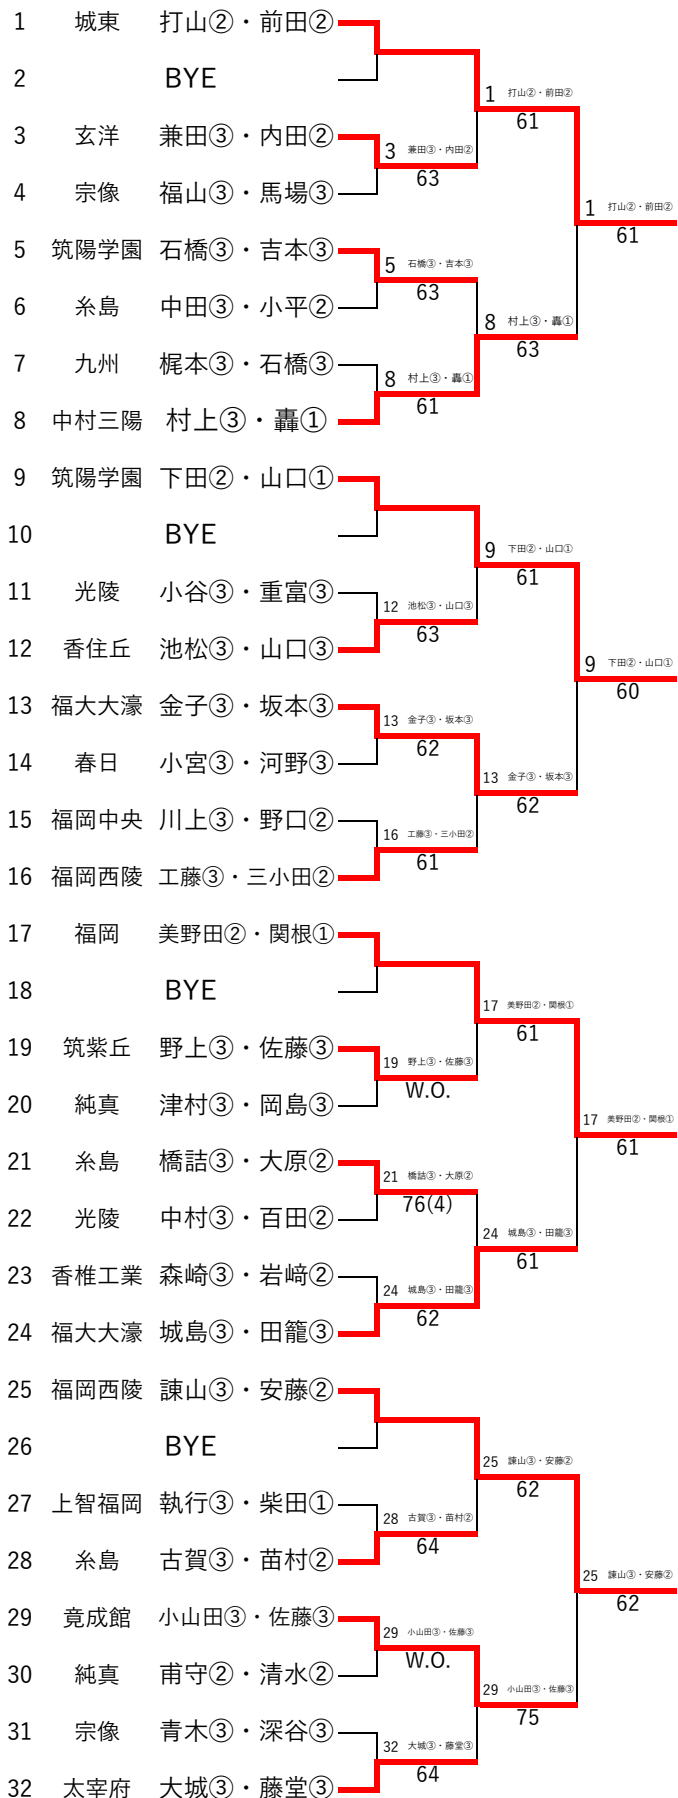 1 城東 打山②・前田②
2 BYE
1 打山②・前田②
61
3 玄洋 兼田③・内田②
3 兼田③・内田②
63
4 宗像 福山③・馬場③
1 打山②・前田②
61
5 筑陽学園 石橋③・吉本③
5 石橋③・吉本③
63
6 糸島 中田③・小平②
8 村上③・轟①
63
7 九州 梶本③・石橋③
8 村上③・轟①
61
8 中村三陽 村上③・轟①
9 筑陽学園 下田②・山口①
10 BYE
9 下田②・山口①
61
11 光陵 小谷③・重富③
12 池松③・山口③
63
12 香住丘 池松③・山口③
9 下田②・山口①
60
13 福大大濠 金子③・坂本③
13 金子③・坂本③
62
14 春日 小宮③・河野③
13 金子③・坂本③
62
15 福岡中央 川上③・野口②
16 工藤③・三小田②
61
16 福岡西陵 工藤③・三小田②
17 福岡 美野田②・関根①
18 BYE
17 美野田②・関根①
61
19 筑紫丘 野上③・佐藤③
19 野上③・佐藤③
W.O.
20 純真 津村③・岡島③
17 美野田②・関根①
61
21 糸島 橋詰③・大原②
21 橋詰③・大原②
76(4)
22 光陵 中村③・百田②
24 城島③・田籠③
61
23 香椎工業 森崎③・岩﨑②
24 城島③・田籠③
62
24 福大大濠 城島③・田籠③
25 福岡西陵 諌山③・安藤②
26 BYE
25 諌山③・安藤②
62
27 上智福岡 執行③・柴田①
28 古賀③・苗村②
64
28 糸島 古賀③・苗村②
25 諌山③・安藤②
62
29 竟成館 小山田③・佐藤③
29 小山田③・佐藤③
W.O.
30 純真 甫守②・清水②
29 小山田③・佐藤③
75
31 宗像 青木③・深谷③
32 大城③・藤堂③
64
32 太宰府 大城③・藤堂③